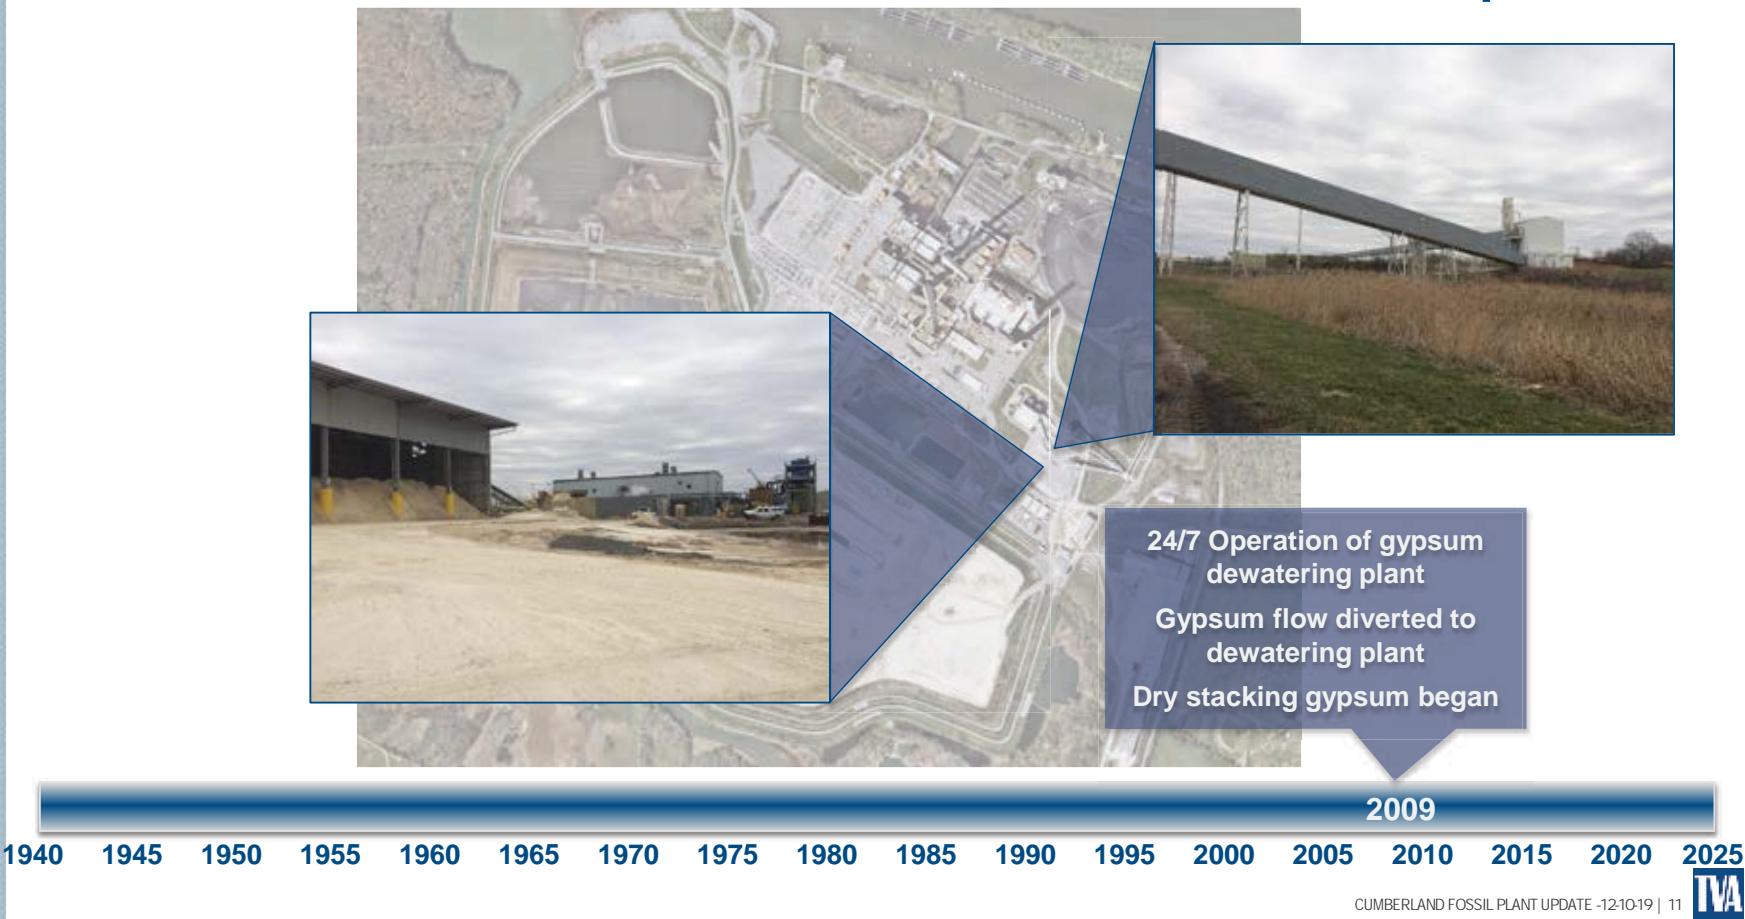 24/7 Operation of gypsum
dewatering plant
Gypsum flow diverted to
dewatering plant
Dry stacking gypsum began
2009
1940 1945 1950 1955 1960 1965 1970 1975 1980 1985 1990 1995 2000 2005 2010 2015 2020 2025
CUMBERLAND FOSSIL PLANT UPDATE -12-10-19 | 11
TVA